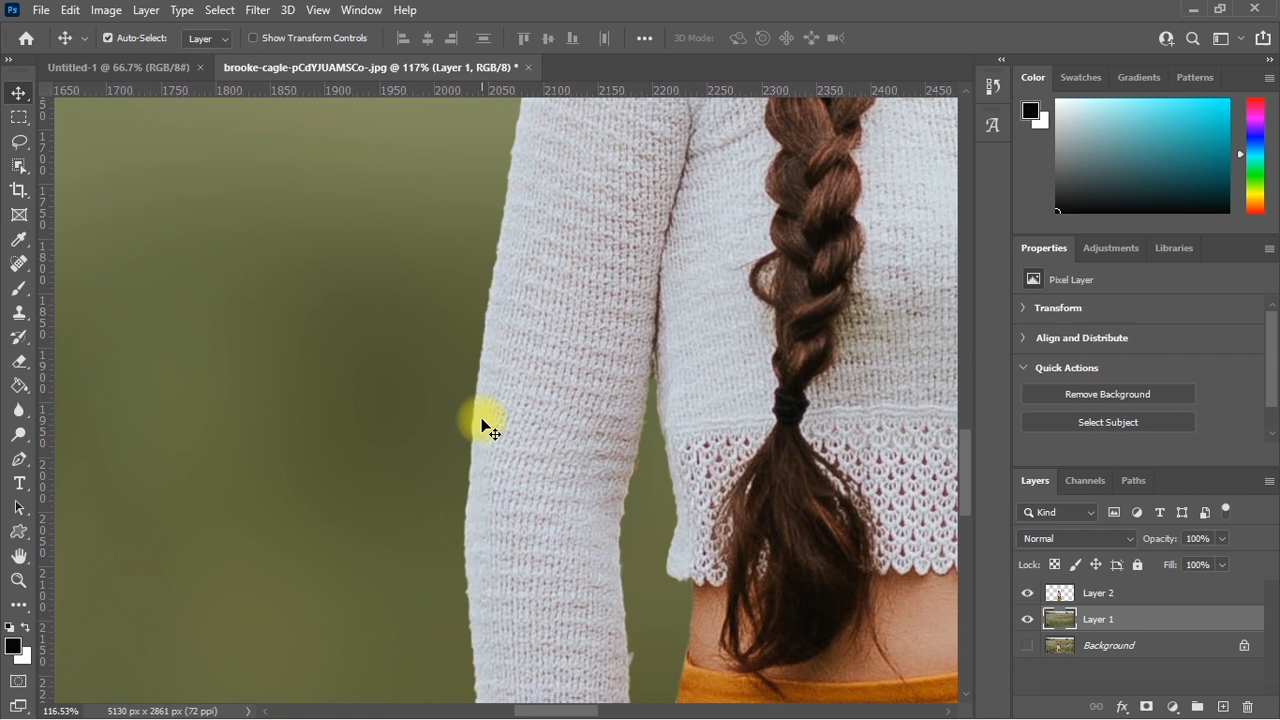 Ps File Edit Image Layer Type Select Filter 3D View Window Help
Auto-Select: Layer Show Transform Controls 3D Mode:
Untitled-1 @ 66.7% (RGB/8#) × brooke-cagle-pCdYJUAMSCo-.jpg @ 117% (Layer 1, RGB/8) * ×
1650 1700 1750 1800 1850 1900 1950 2000 2050 2100 2150 2200 2250 2300 2350 2400 2450
Color Swatches Gradients Patterns
Properties Adjustments Libraries
Pixel Layer
Transform
Align and Distribute
Quick Actions
Remove Background
Select Subject
Layers Channels Paths
Kind
Normal Opacity: 100%
Lock: Fill: 100%
Layer 2
Layer 1
Background
116.53% 5130 px x 2861 px (72 ppi)